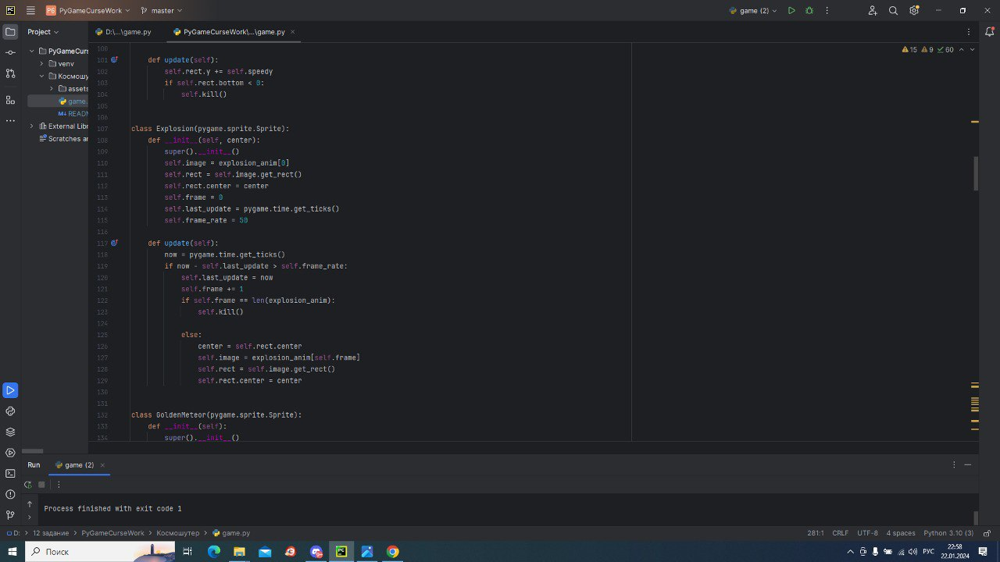 PC P6 PyGameCurseWork master game (2)
Project D:\...\game.py PyGameCurseWork\...\game.py
PyGameCurs
venv
Космошу
assets
game.
READM
External Libr
Scratches an
15 9 60
100
101 def update(self):
102 self.rect.y += self.speedy
103 if self.rect.bottom < 0:
104 self.kill()
105
106
107 class Explosion(pygame.sprite.Sprite):
108 def __init__(self, center):
109 super().__init__()
110 self.image = explosion_anim[0]
111 self.rect = self.image.get_rect()
112 self.rect.center = center
113 self.frame = 0
114 self.last_update = pygame.time.get_ticks()
115 self.frame_rate = 50
116
117 def update(self):
118 now = pygame.time.get_ticks()
119 if now - self.last_update > self.frame_rate:
120 self.last_update = now
121 self.frame += 1
122 if self.frame == len(explosion_anim):
123 self.kill()
124
125 else:
126 center = self.rect.center
127 self.image = explosion_anim[self.frame]
128 self.rect = self.image.get_rect()
129 self.rect.center = center
130
131
132 class GoldenMeteor(pygame.sprite.Sprite):
133 def __init__(self):
134 super().__init__()
Run game (2)
Process finished with exit code 1
D: 12 задание PyGameCurseWork Космошутер game.py 281:1 CRLF UTF-8 4 spaces Python 3.10 (3)
Поиск PC РУС 22:58
22.01.2024